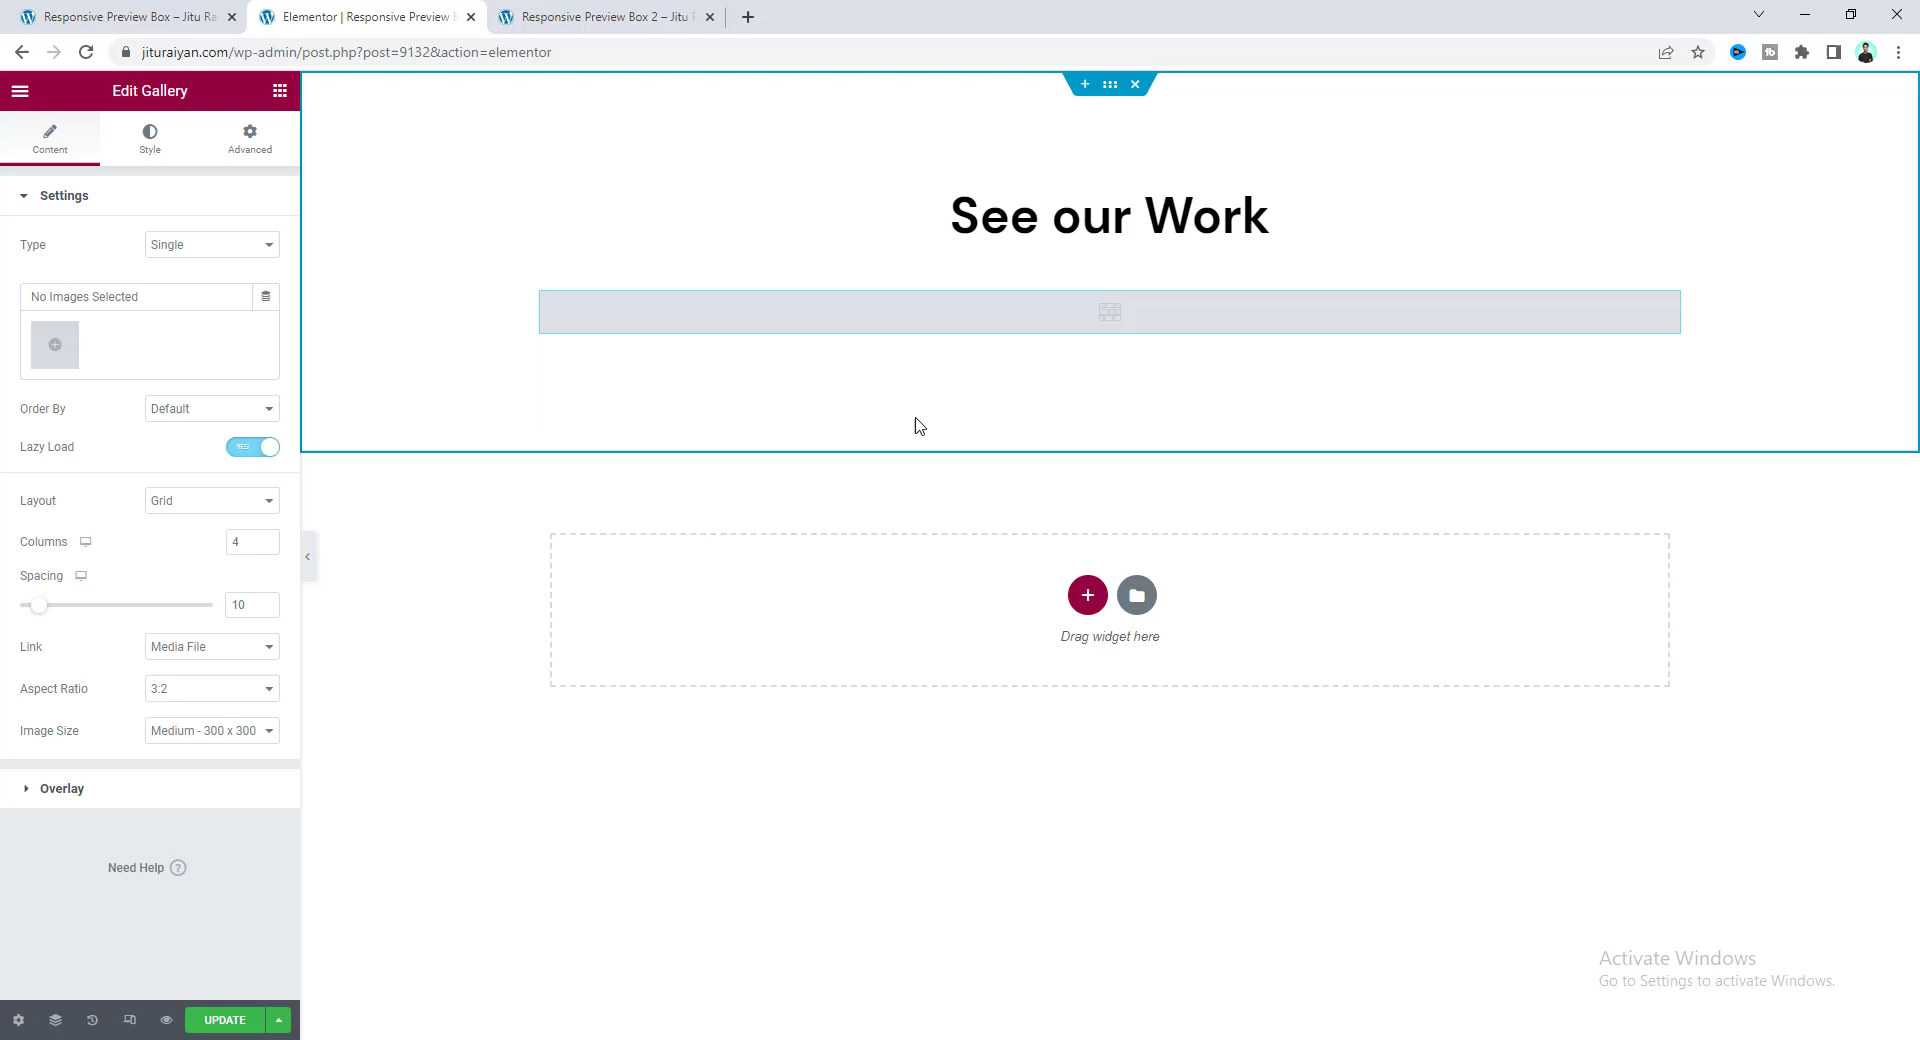 Responsive Preview Box – Jitu Ra
Elementor | Responsive Preview B
Responsive Preview Box 2 – Jitu R
jituraiyan.com/wp-admin/post.php?post=9132&action=elementor
Edit Gallery
Content
Style
Advanced
Settings
Type
Single
No Images Selected
Order By
Default
Lazy Load
YES
Layout
Grid
Columns
4
Spacing
10
Link
Media File
Aspect Ratio
3:2
Image Size
Medium - 300 x 300
Overlay
Need Help ?
UPDATE
See our Work
Drag widget here
Activate Windows
Go to Settings to activate Windows.